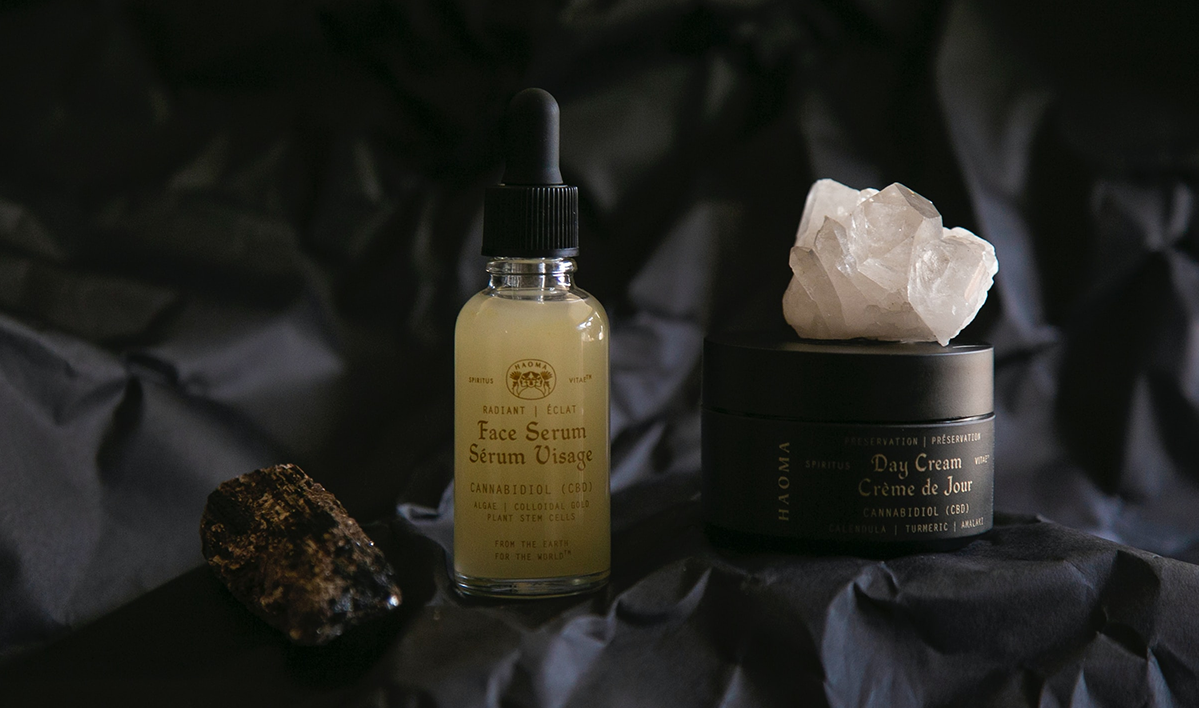 HAOMA
SPIRITUS VITAE™
RADIANT | ÉCLAT
Face Serum
Sérum Visage
CANNABIDIOL (CBD)
ALGAE | COLLOIDAL GOLD
PLANT STEM CELLS
FROM THE EARTH
FOR THE WORLD™
HAOMA
PRESERVATION | PRÉSERVATION
SPIRITUS VITAE™
Day Cream
Crème de Jour
CANNABIDIOL (CBD)
CALENDULA | TURMERIC | AMALAKI